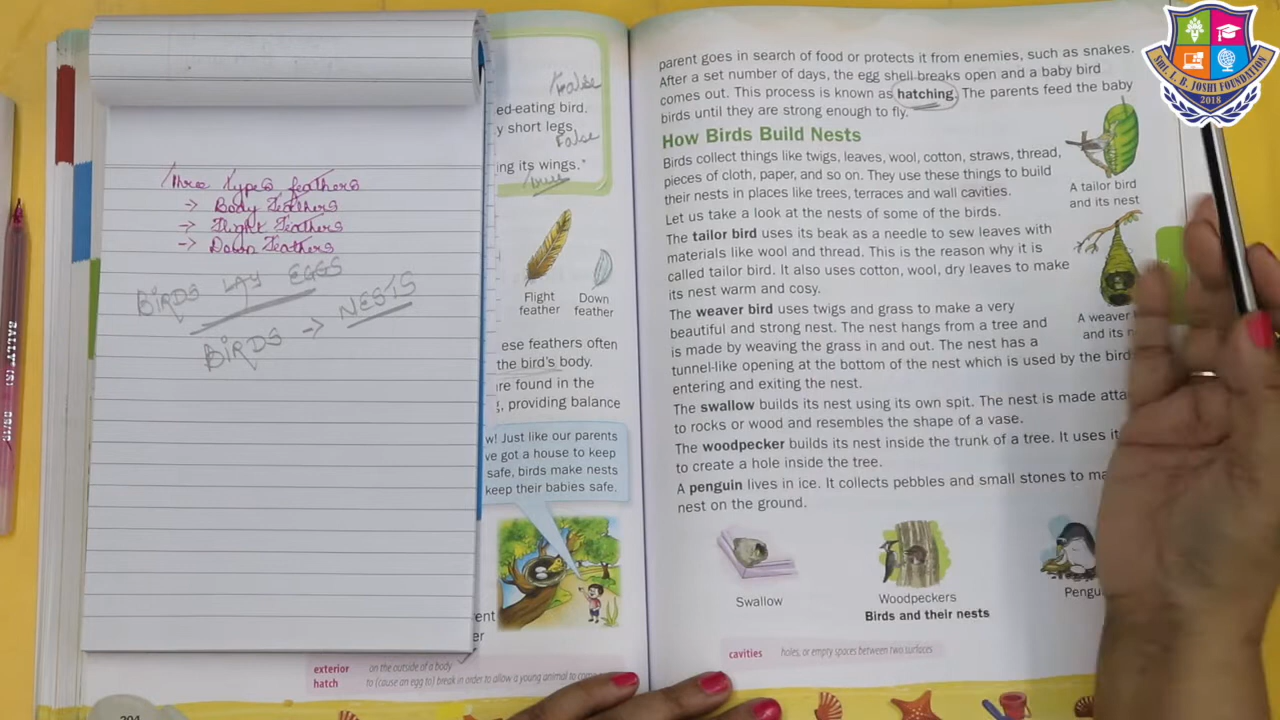 Three Types feathers
-> Body Feathers
-> Flight Feathers
-> Down Feathers
BiRDS LAY EGGS
BiRDS -> NESTS
False
ed-eating bird.
y short legs.
False
ing its wings."
true
Flight
feather
Down
feather
ese feathers often
the bird's body.
re found in the
g, providing balance
w! Just like our parents
ve got a house to keep
safe, birds make nests
keep their babies safe.
ent
er
exterior on the outside of a body
hatch to (cause an egg to) break in order to allow a young animal to come
204
parent goes in search of food or protects it from enemies, such as snakes.
After a set number of days, the egg shell breaks open and a baby bird
comes out. This process is known as hatching. The parents feed the baby
birds until they are strong enough to fly.
How Birds Build Nests
Birds collect things like twigs, leaves, wool, cotton, straws, thread,
pieces of cloth, paper, and so on. They use these things to build
their nests in places like trees, terraces and wall cavities.
Let us take a look at the nests of some of the birds.
The tailor bird uses its beak as a needle to sew leaves with
materials like wool and thread. This is the reason why it is
called tailor bird. It also uses cotton, wool, dry leaves to make
its nest warm and cosy.
The weaver bird uses twigs and grass to make a very
beautiful and strong nest. The nest hangs from a tree and
is made by weaving the grass in and out. The nest has a
tunnel-like opening at the bottom of the nest which is used by the bird
entering and exiting the nest.
The swallow builds its nest using its own spit. The nest is made atta
to rocks or wood and resembles the shape of a vase.
The woodpecker builds its nest inside the trunk of a tree. It uses it
to create a hole inside the tree.
A penguin lives in ice. It collects pebbles and small stones to ma
nest on the ground.
A tailor bird
and its nest
A weaver
and its n
Swallow
Woodpeckers
Pengu
Birds and their nests
cavities holes, or empty spaces between two surfaces
SHRI. L. B. JOSHI FOUNDATION
2018